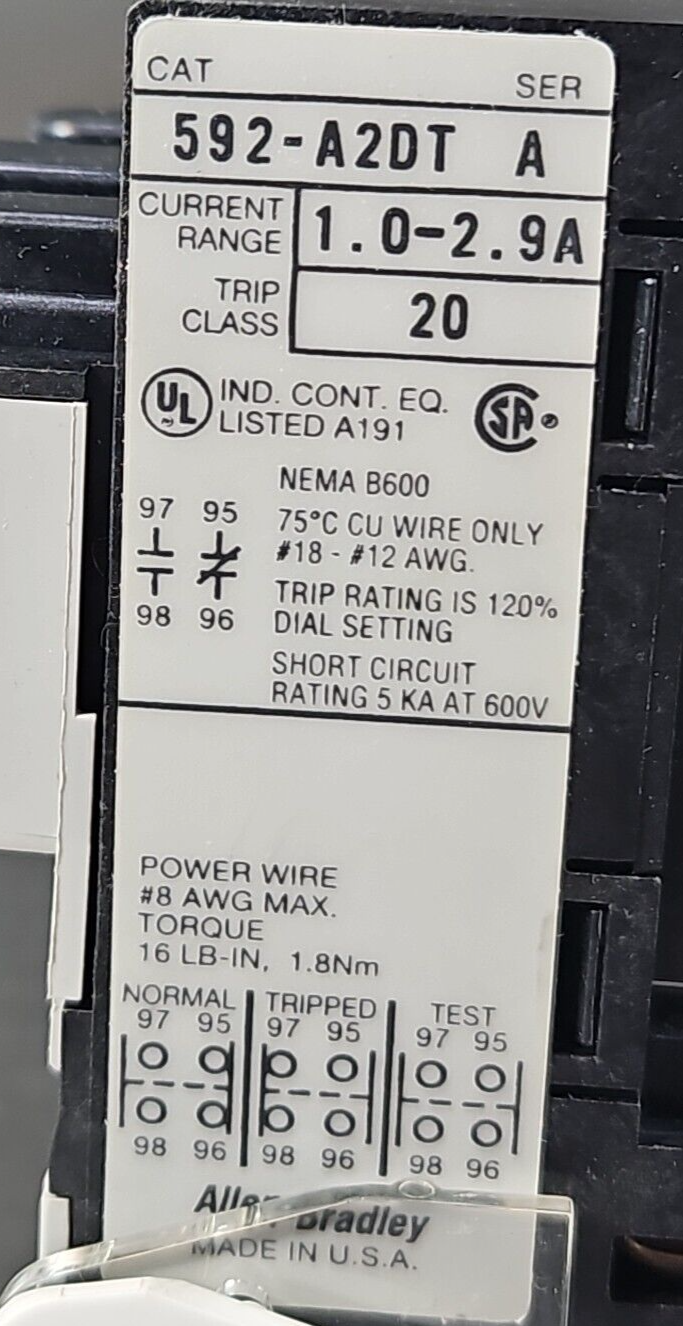 CAT SER
592-A2DT A
CURRENT RANGE 1.0-2.9A
TRIP CLASS 20
UL IND. CONT. EQ.
LISTED A191
SA ®
NEMA B600
97 95
75°C CU WIRE ONLY
#18 - #12 AWG.
98 96
TRIP RATING IS 120%
DIAL SETTING
SHORT CIRCUIT
RATING 5 KA AT 600V
POWER WIRE
#8 AWG MAX.
TORQUE
16 LB-IN, 1.8Nm
NORMAL TRIPPED TEST
97 95 97 95 97 95
98 96 98 96 98 96
Allen-Bradley
MADE IN U.S.A.